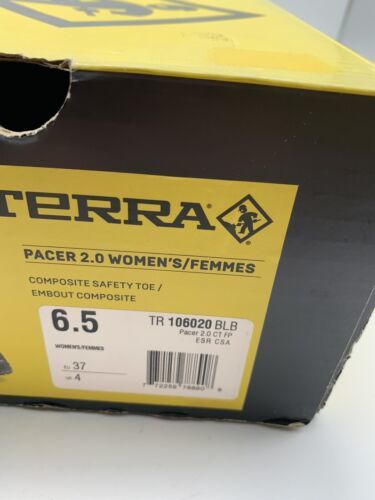 TERRA
PACER 2.0 WOMEN'S/FEMMES
COMPOSITE SAFETY TOE /
EMBOUT COMPOSITE
6.5
TR 106020 BLB
Pacer 2.0 CT FP
ESR CSA
WOMEN'S/FEMMES
EU 37
UK 4